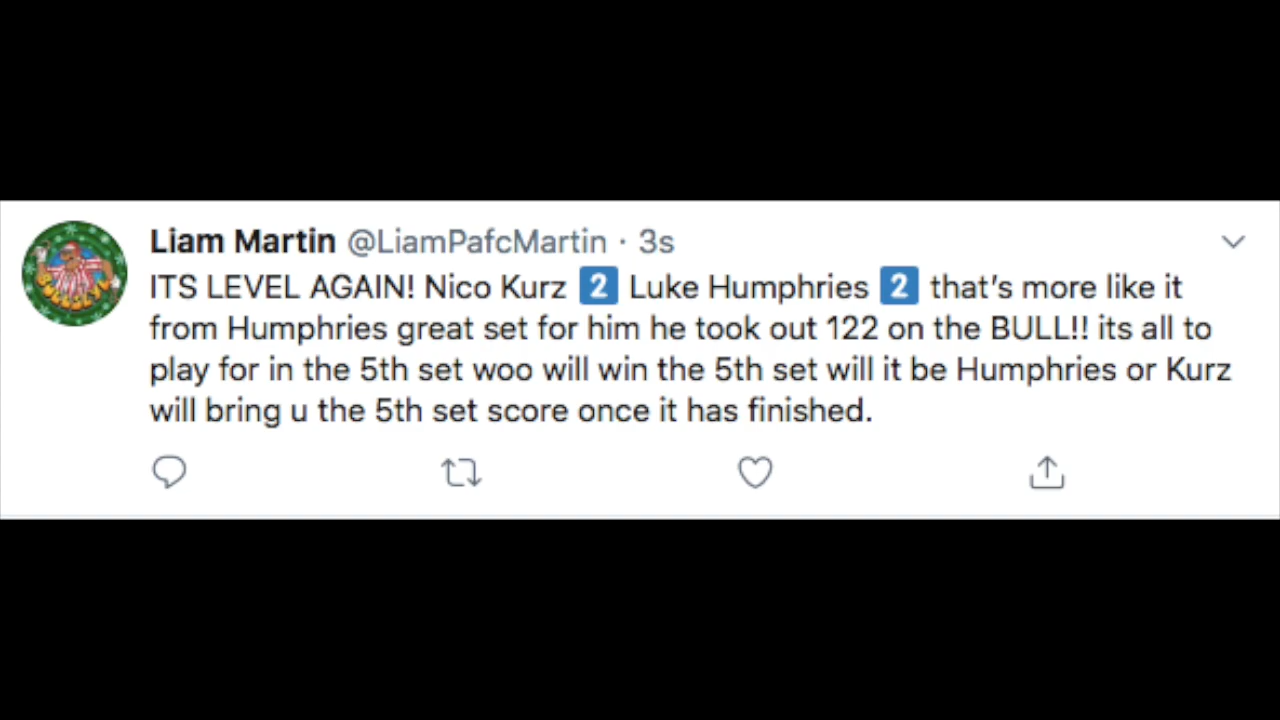 Liam Martin @LiamPafcMartin · 3s
ITS LEVEL AGAIN! Nico Kurz 2️⃣ Luke Humphries 2️⃣ that's more like it
from Humphries great set for him he took out 122 on the BULL!! its all to
play for in the 5th set woo will win the 5th set will it be Humphries or Kurz
will bring u the 5th set score once it has finished.